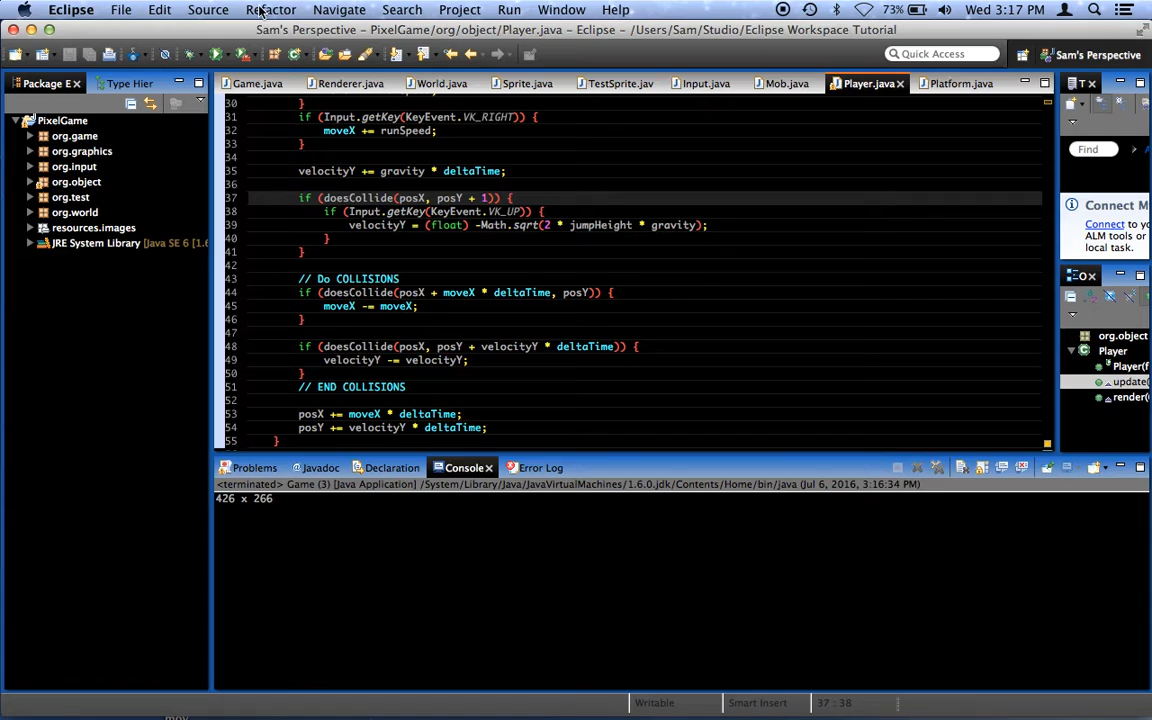 Eclipse File Edit Source Refactor Navigate Search Project Run Window Help 73% Wed 3:17 PM
Sam's Perspective – PixelGame/org/object/Player.java – Eclipse – /Users/Sam/Studio/Eclipse Workspace Tutorial
Quick Access Sam's Perspective
Package E Type Hier
Game.java Renderer.java World.java Sprite.java TestSprite.jav Input.java Mob.java Player.java Platform.java
PixelGame
org.game
org.graphics
org.input
org.object
org.test
org.world
resources.images
JRE System Library [Java SE 6 [1.6
30 }
31 if (Input.getKey(KeyEvent.VK_RIGHT)) {
32 moveX += runSpeed;
33 }
34
35 velocityY += gravity * deltaTime;
36
37 if (doesCollide(posX, posY + 1)) {
38 if (Input.getKey(KeyEvent.VK_UP)) {
39 velocityY = (float) -Math.sqrt(2 * jumpHeight * gravity);
40 }
41 }
42
43 // Do COLLISIONS
44 if (doesCollide(posX + moveX * deltaTime, posY)) {
45 moveX -= moveX;
46 }
47
48 if (doesCollide(posX, posY + velocityY * deltaTime)) {
49 velocityY -= velocityY;
50 }
51 // END COLLISIONS
52
53 posX += moveX * deltaTime;
54 posY += velocityY * deltaTime;
55 }
T
Find
Connect M
Connect to your
ALM tools or
local task.
O
org.object
Player
Player(f
update(
render(
Problems Javadoc Declaration Console Error Log
<terminated> Game (3) [Java Application] /System/Library/Java/JavaVirtualMachines/1.6.0.jdk/Contents/Home/bin/java (Jul 6, 2016, 3:16:34 PM)
426 x 266
Writable Smart Insert 37 : 38